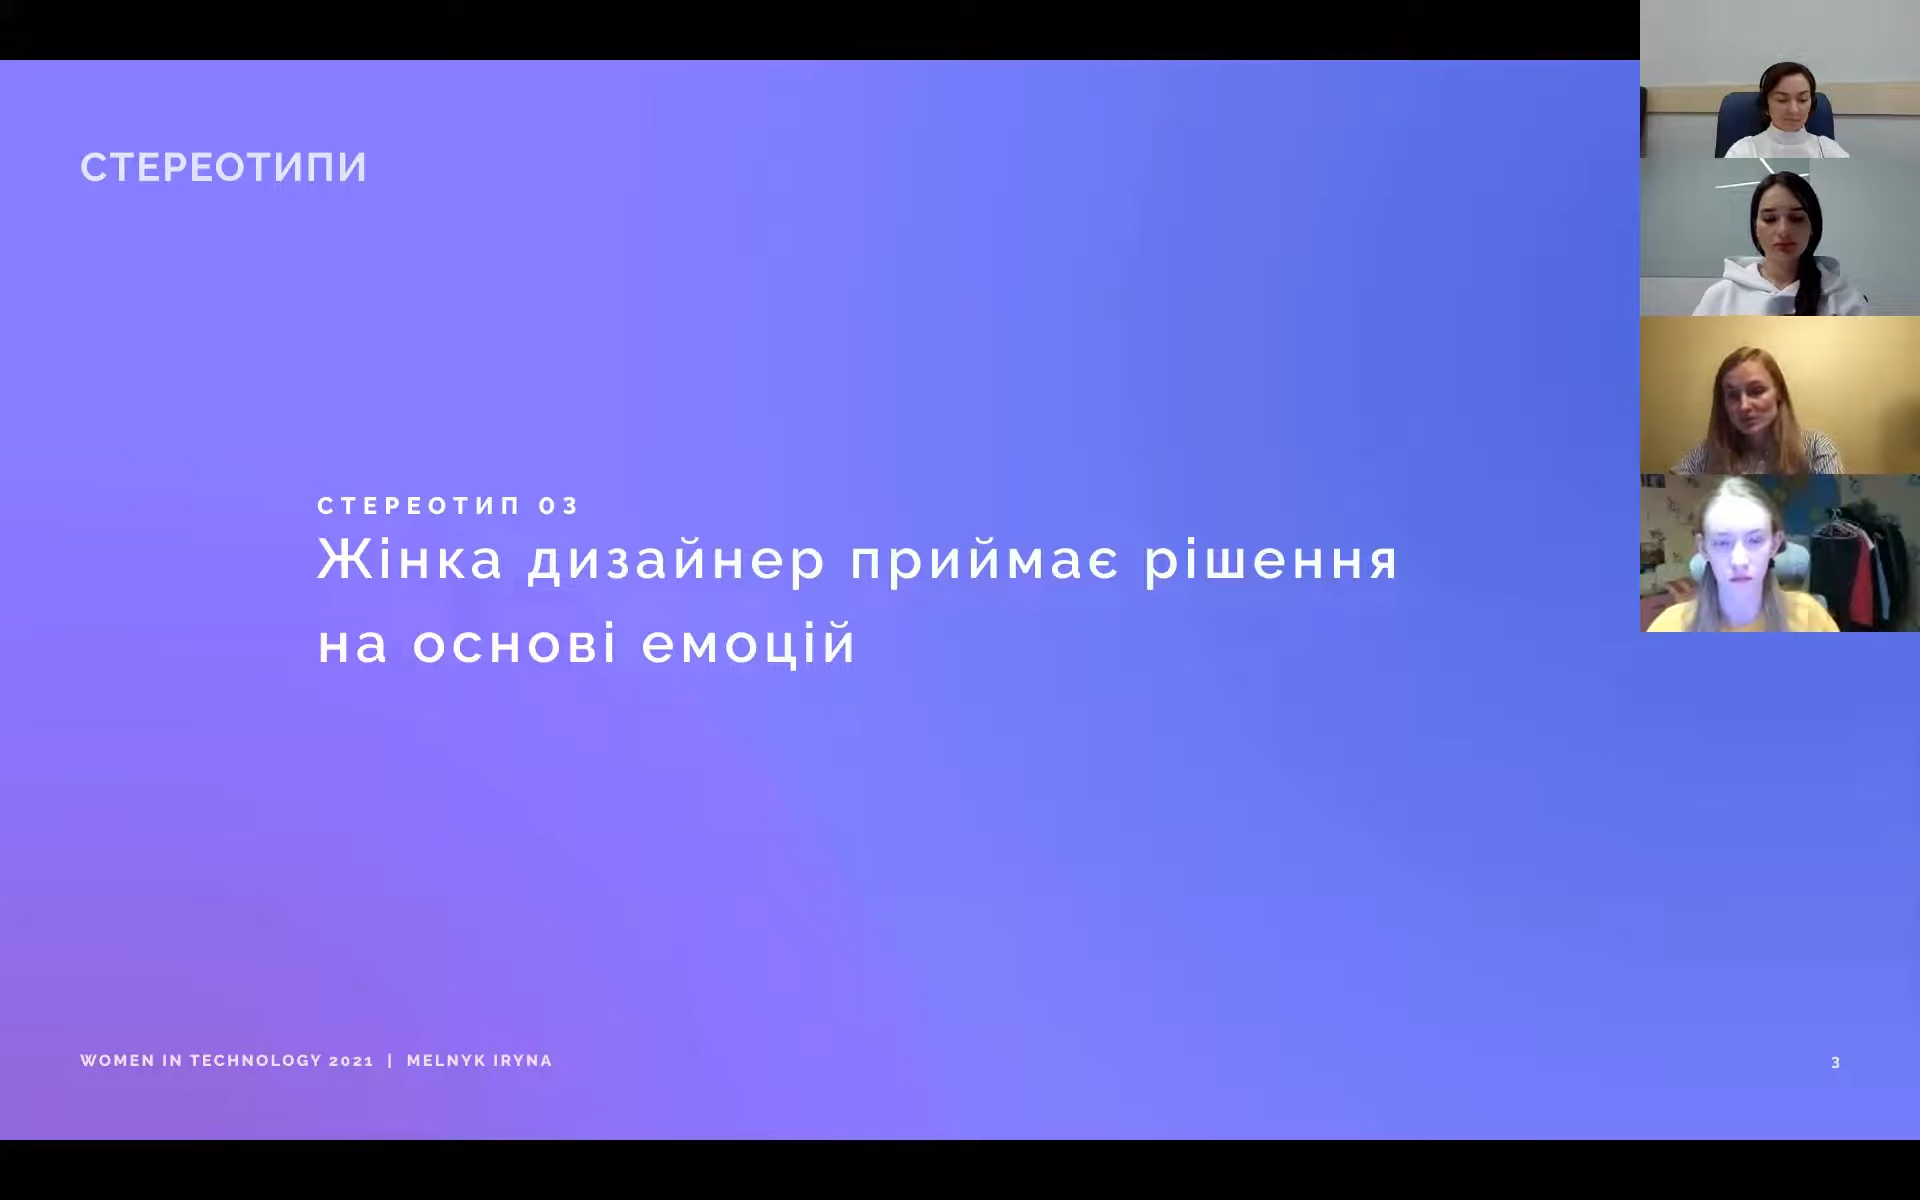 СТЕРЕОТИПИ
СТЕРЕОТИП 03
Жінка дизайнер приймає рішення
на основі емоцій
WOMEN IN TECHNOLOGY 2021 | MELNYK IRYNA
3